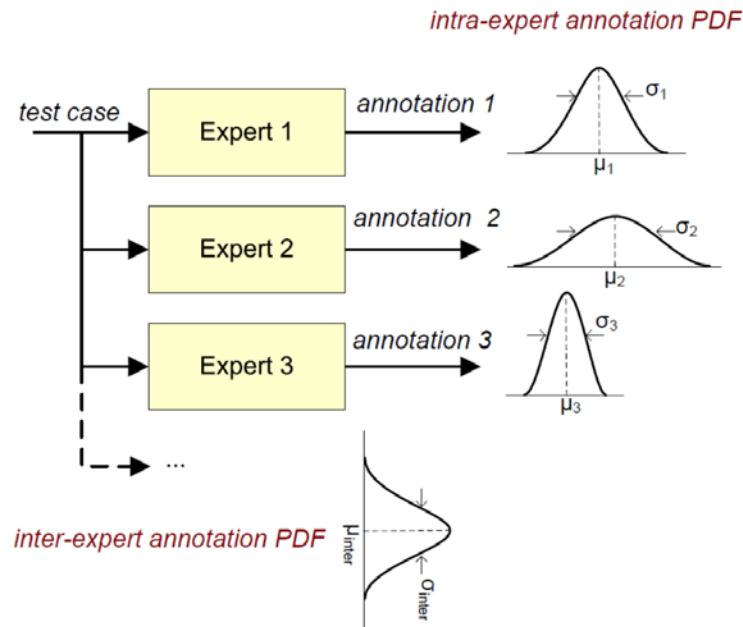 intra-expert annotation PDF
test case
Expert 1
annotation 1
σ1
μ1
Expert 2
annotation 2
σ2
μ2
Expert 3
annotation 3
σ3
μ3
...
inter-expert annotation PDF
μinter
σinter